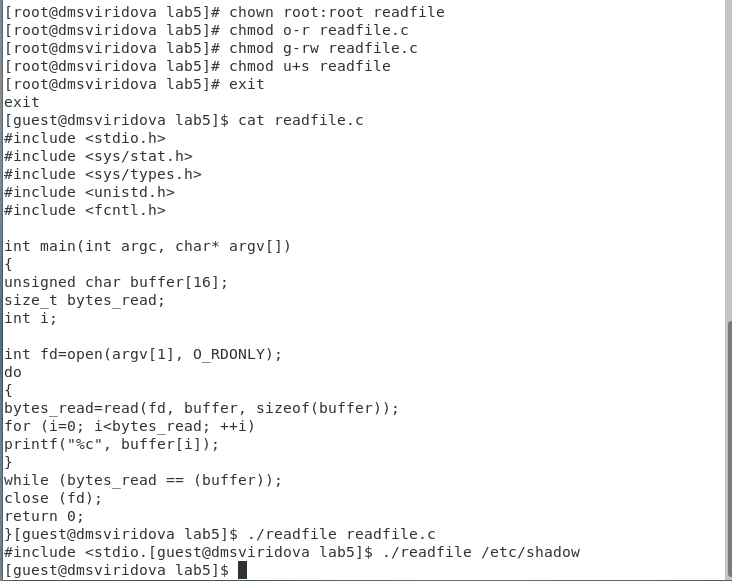 [root@dmsviridova lab5]# chown root:root readfile
[root@dmsviridova lab5]# chmod o-r readfile.c
[root@dmsviridova lab5]# chmod g-rw readfile.c
[root@dmsviridova lab5]# chmod u+s readfile
[root@dmsviridova lab5]# exit
exit
[guest@dmsviridova lab5]$ cat readfile.c
#include <stdio.h>
#include <sys/stat.h>
#include <sys/types.h>
#include <unistd.h>
#include <fcntl.h>

int main(int argc, char* argv[])
{
unsigned char buffer[16];
size_t bytes_read;
int i;

int fd=open(argv[1], O_RDONLY);
do
{
bytes_read=read(fd, buffer, sizeof(buffer));
for (i=0; i<bytes_read; ++i)
printf("%c", buffer[i]);
}
while (bytes_read == (buffer));
close (fd);
return 0;
}[guest@dmsviridova lab5]$ ./readfile readfile.c
#include <stdio.[guest@dmsviridova lab5]$ ./readfile /etc/shadow
[guest@dmsviridova lab5]$